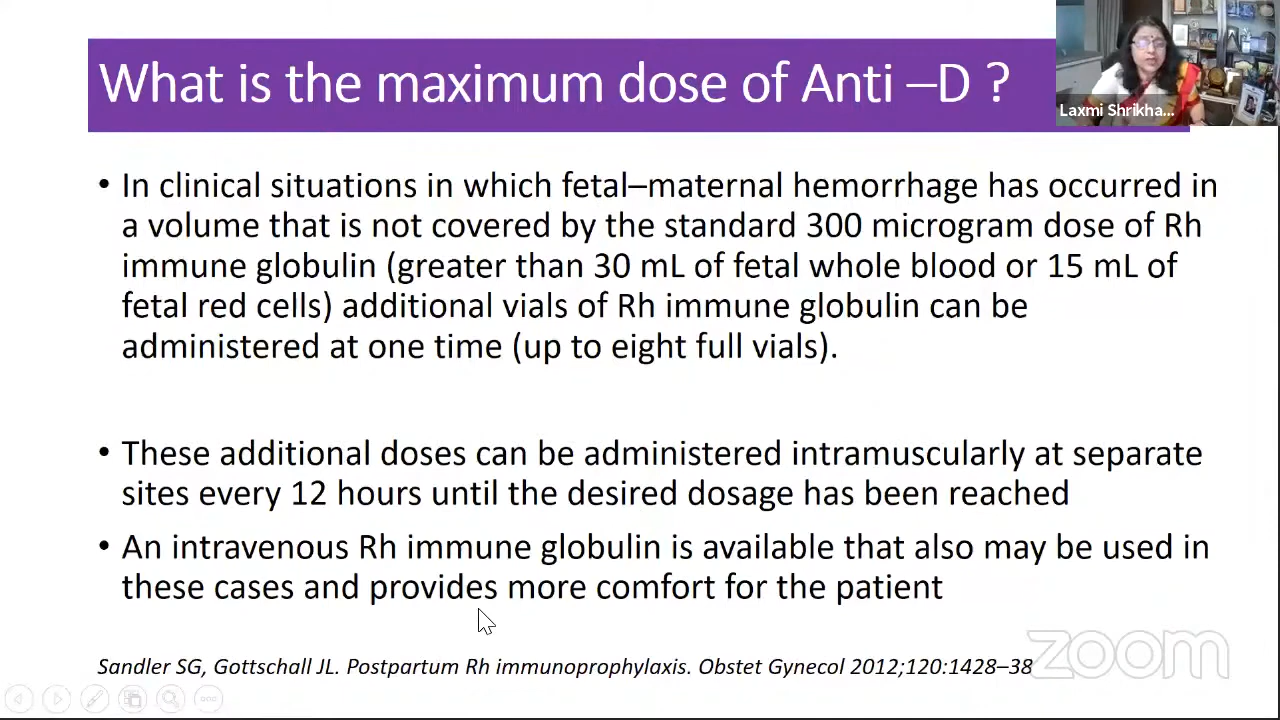 What is the maximum dose of Anti –D ?
Laxmi Shrikha...
• In clinical situations in which fetal–maternal hemorrhage has occurred in
a volume that is not covered by the standard 300 microgram dose of Rh
immune globulin (greater than 30 mL of fetal whole blood or 15 mL of
fetal red cells) additional vials of Rh immune globulin can be
administered at one time (up to eight full vials).
• These additional doses can be administered intramuscularly at separate
sites every 12 hours until the desired dosage has been reached
• An intravenous Rh immune globulin is available that also may be used in
these cases and provides more comfort for the patient
Sandler SG, Gottschall JL. Postpartum Rh immunoprophylaxis. Obstet Gynecol 2012;120:1428–38
zoom